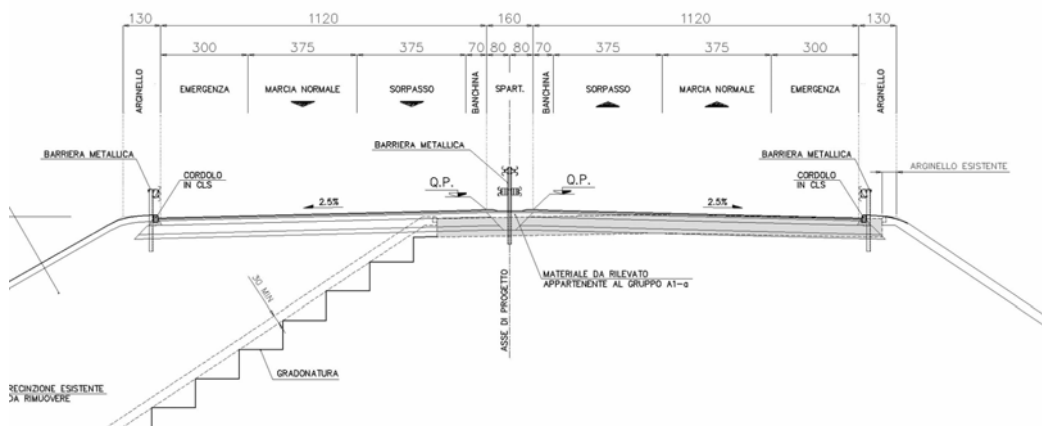 130 1120 160 1120 130
300 375 375 70 80 80 70 375 375 300
ARGINELLO
EMERGENZA
MARCIA NORMALE
SORPASSO
BANCHINA
SPART.
BANCHINA
SORPASSO
MARCIA NORMALE
EMERGENZA
ARGINELLO
BARRIERA METALLICA
BARRIERA METALLICA
BARRIERA METALLICA
ARGINELLO ESISTENTE
CORDOLO
IN CLS
Q.P.
Q.P.
CORDOLO
IN CLS
2.5%
2.5%
MATERIALE DA RILEVATO
APPARTENENTE AL GRUPPO A1-a
ASSE DI PROGETTO
30 MIN
GRADONATURA
RECINZIONE ESISTENTE
DA RIMUOVERE